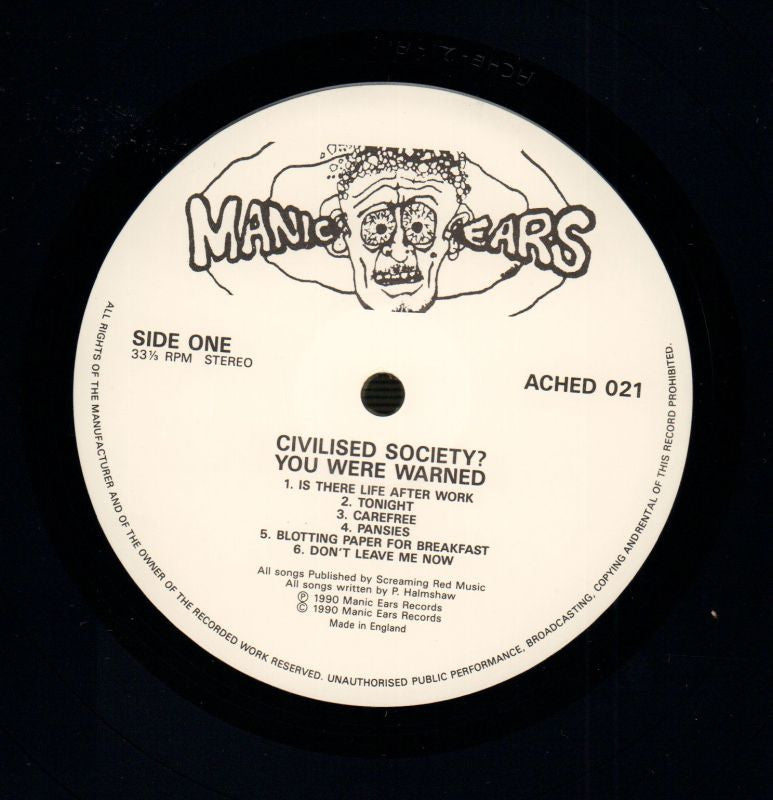 ACHED-21-A
MANIC EARS
SIDE ONE
33⅓ RPM STEREO
ACHED 021
CIVILISED SOCIETY?
YOU WERE WARNED
1. IS THERE LIFE AFTER WORK
2. TONIGHT
3. CAREFREE
4. PANSIES
5. BLOTTING PAPER FOR BREAKFAST
6. DON'T LEAVE ME NOW
All songs Published by Screaming Red Music
All songs written by P. Halmshaw
Ⓟ 1990 Manic Ears Records
© 1990 Manic Ears Records
Made in England
ALL RIGHTS OF THE MANUFACTURER AND OF THE OWNER OF THE RECORDED WORK RESERVED. UNAUTHORISED PUBLIC PERFORMANCE, BROADCASTING, COPYING ANDRENTAL OF THIS RECORD PROHIBITED.